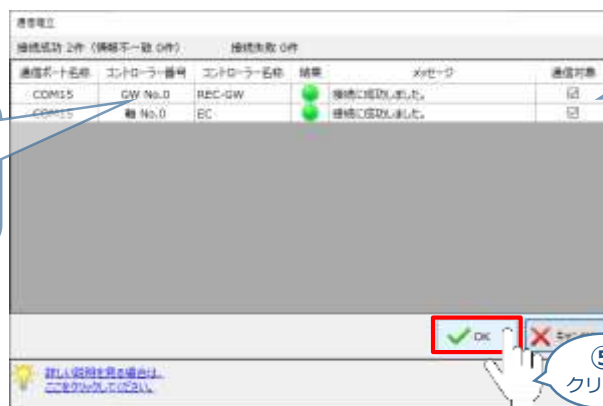 通信確立
接続成功 2件 (情報不一致 0件) 接続失敗 0件
通信ポート名称 コントローラー番号 コントローラー名称 結果 メッセージ 通信対象
COM15 GW No.0 REC-GW 接続に成功しました。
COM15 軸 No.0 EC 接続に成功しました。
OK
⑤
クリ
詳しい説明を見る場合は、
ここをクリックしてください。